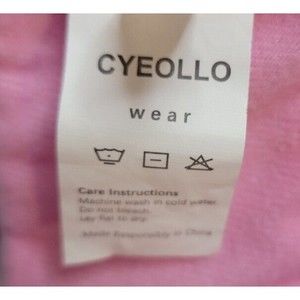 CYEOLLO
wear
Care Instructions
Machine wash in cold water
Do not bleach.
Lay flat to dry.
Made Responsibly in China